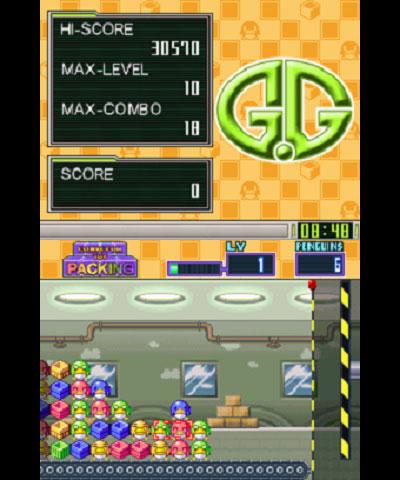 HI-SCORE
30570
MAX-LEVEL
10
MAX-COMBO
18
G.G
SCORE
0
08:48
LV
PENGUINS
PACKING
1
6